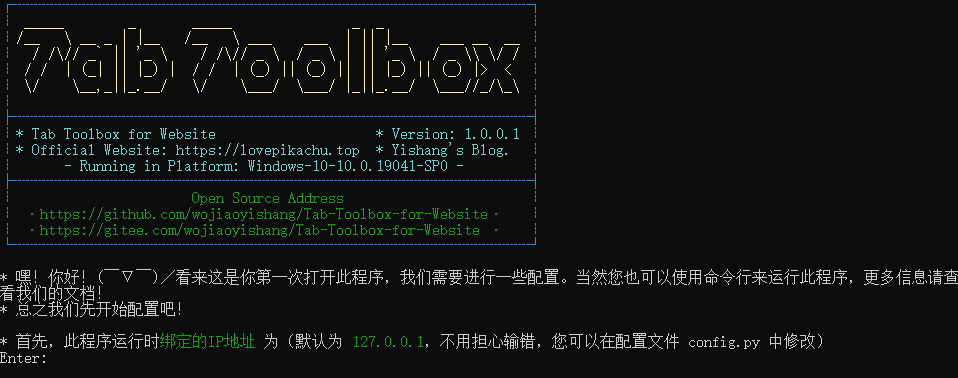 Tab Toolbox
* Tab Toolbox for Website * Version: 1.0.0.1
* Official Website: https://lovepikachu.top * Yishang's Blog.
- Running in Platform: Windows-10-10.0.19041-SP0 -
Open Source Address
·https://github.com/wojiaoyishang/Tab-Toolbox-for-Website·
·https://gitee.com/wojiaoyishang/Tab-Toolbox-for-Website ·
* 嘿！你好！(￣▽￣)／看来这是你第一次打开此程序，我们需要进行一些配置。当然您也可以使用命令行来运行此程序，更多信息请查
看我们的文档！
* 总之我们先开始配置吧！
* 首先，此程序运行时绑定的IP地址 为（默认为 127.0.0.1，不用担心输错，您可以在配置文件 config.py 中修改）
Enter: